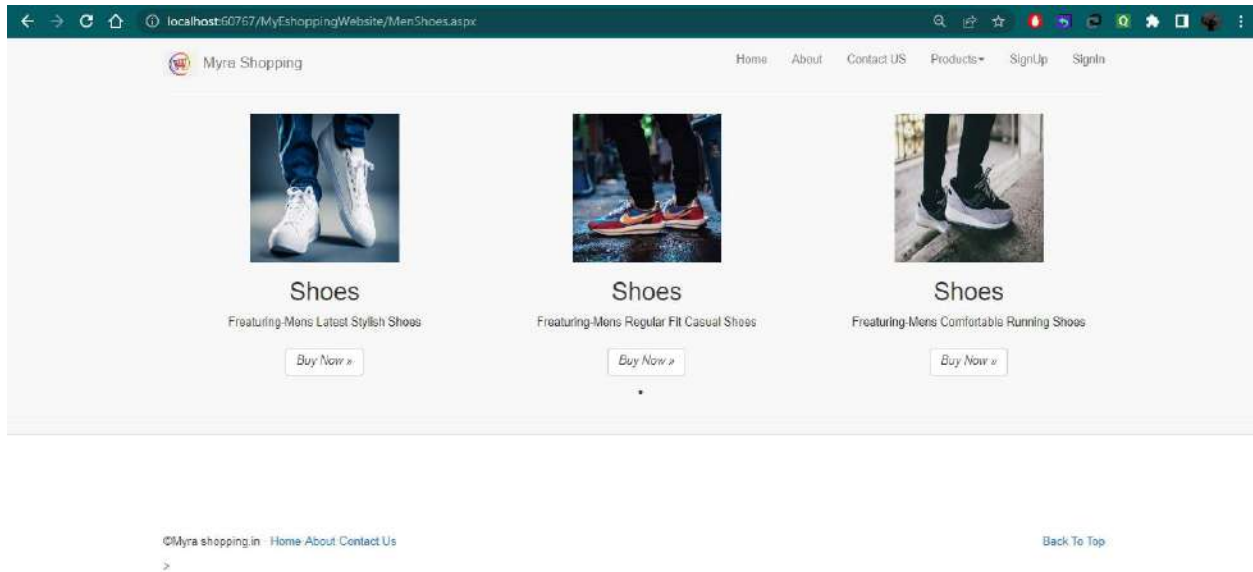 localhost:60767/MyEshoppingWebsite/MenShoes.aspx
Myra Shopping
Home About Contact US Products SignUp SignIn
Shoes Shoes Shoes
Freaturing-Mens Latest Stylish Shoes Freaturing-Mens Regular Fit Casual Shoes Freaturing-Mens Comfortable Running Shoes
Buy Now » Buy Now » Buy Now »
©Myra shopping.in · Home·About·Contact Us Back To Top
>